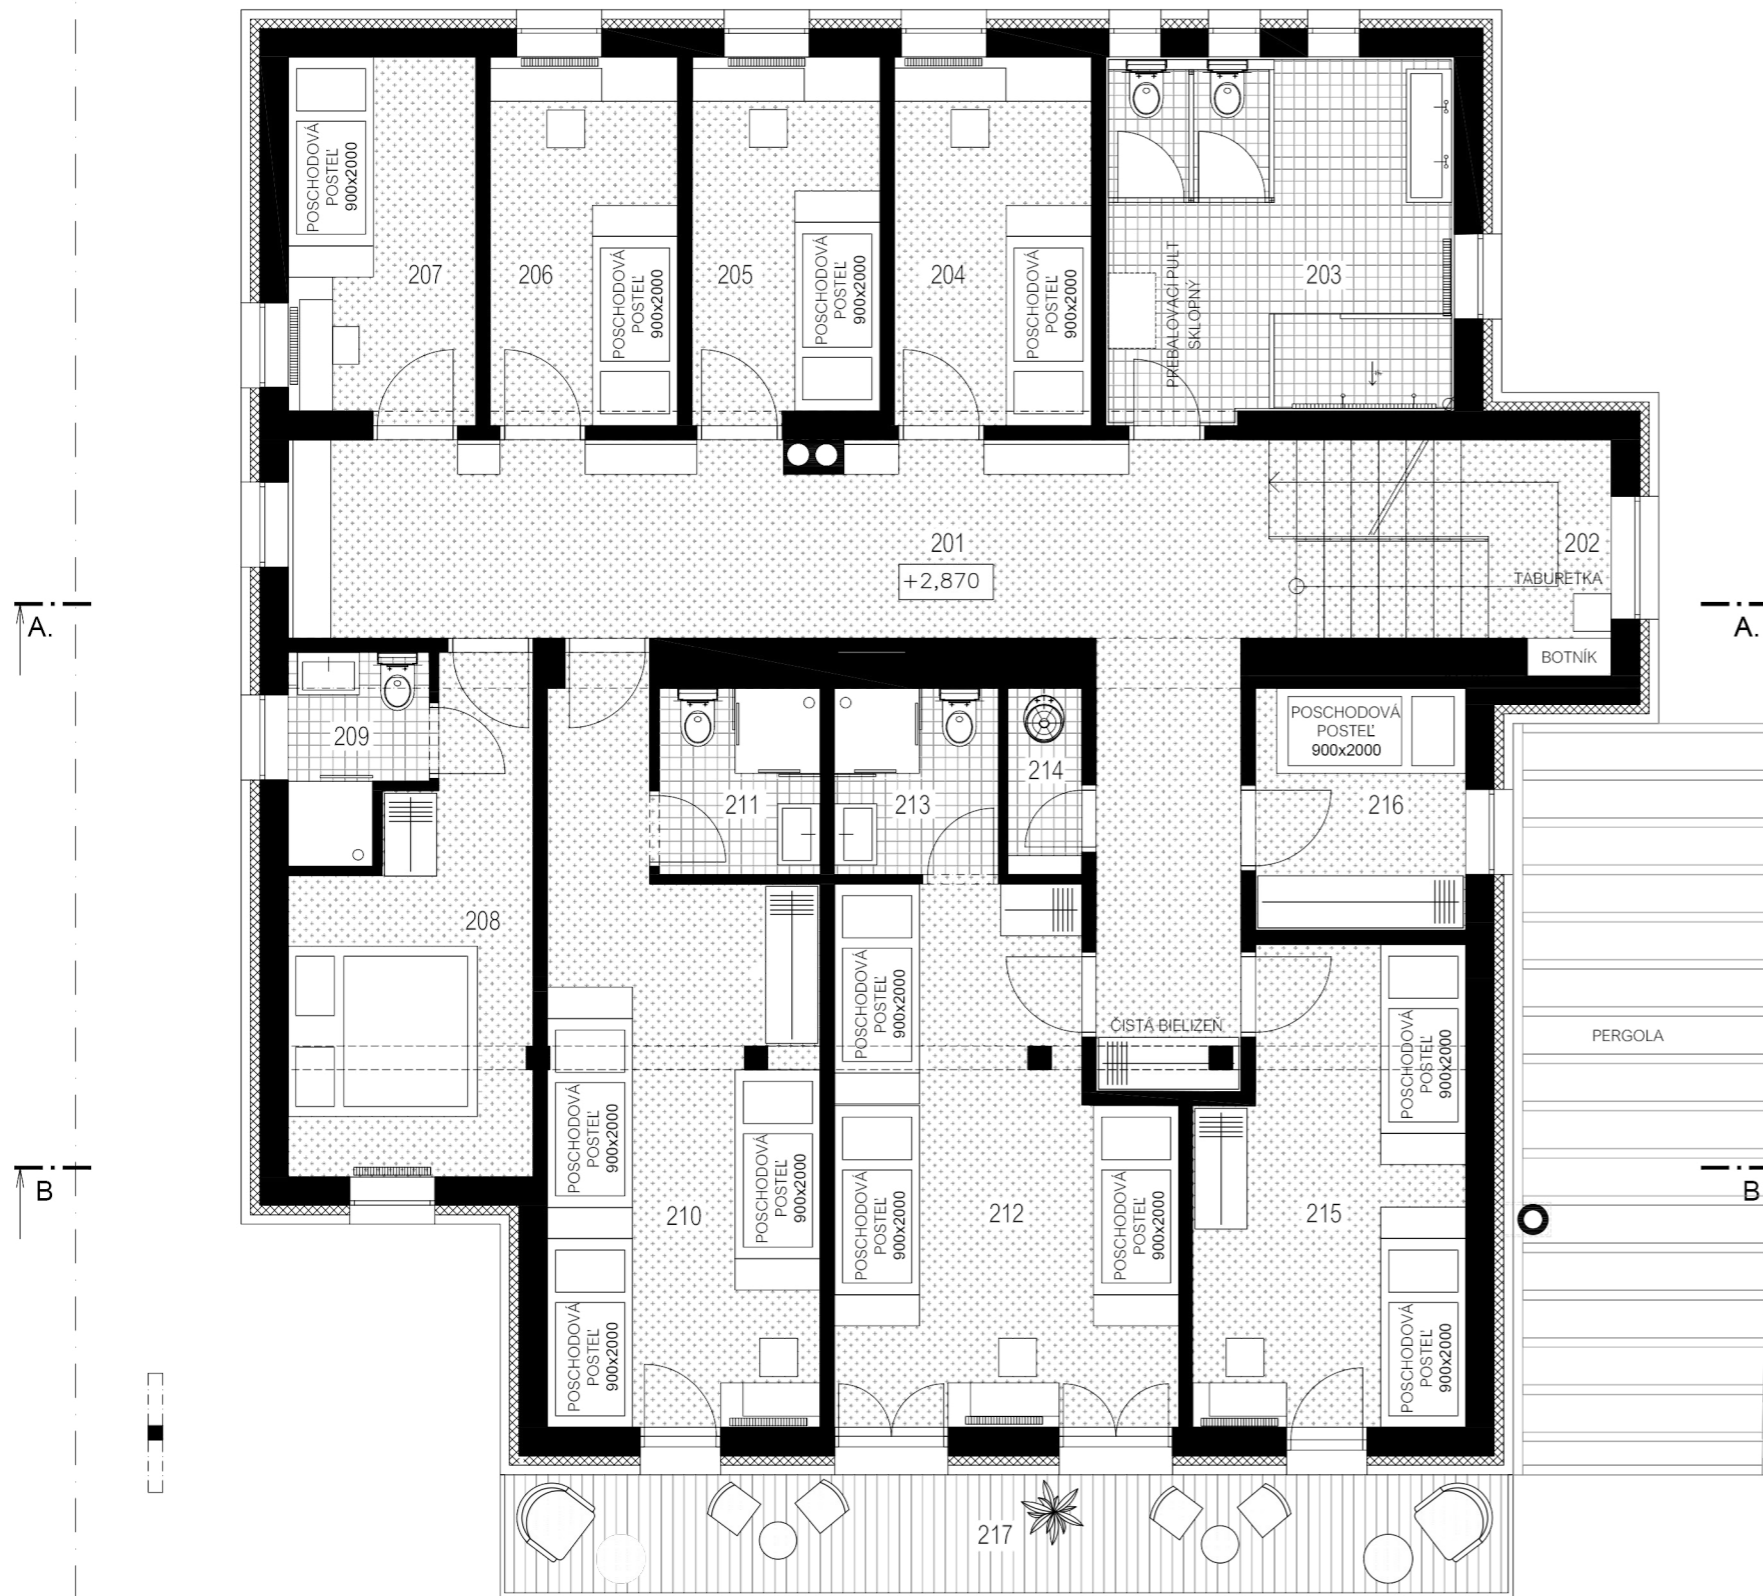 POSCHODOVÁ
POSTEĽ
900x2000
207
206
POSCHODOVÁ
POSTEĽ
900x2000
205
POSCHODOVÁ
POSTEĽ
900x2000
204
POSCHODOVÁ
POSTEĽ
900x2000
PREBALOVACÍ PULT
SKLOPNÝ
203
201
+2,870
202
TABURETKA
A.
A.
BOTNÍK
209
211
213
214
POSCHODOVÁ
POSTEĽ
900x2000
216
208
POSCHODOVÁ
POSTEĽ
900x2000
ČISTÁ BIELIZEŇ
POSCHODOVÁ
POSTEĽ
900x2000
PERGOLA
POSCHODOVÁ
POSTEĽ
900x2000
POSCHODOVÁ
POSTEĽ
900x2000
POSCHODOVÁ
POSTEĽ
900x2000
POSCHODOVÁ
POSTEĽ
900x2000
B
B
210
212
215
POSCHODOVÁ
POSTEĽ
900x2000
POSCHODOVÁ
POSTEĽ
900x2000
217